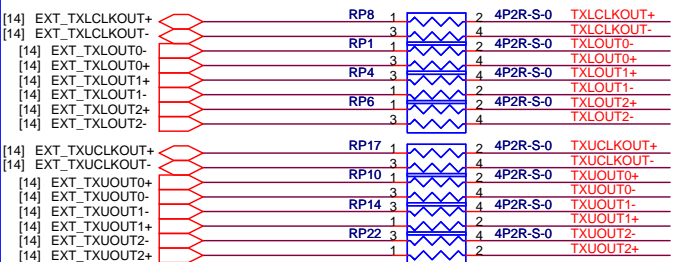 [14] EXT_TXLCLKOUT+ RP8 1 2 4P2R-S-0 TXLCLKOUT+
[14] EXT_TXLCLKOUT- 3 4 TXLCLKOUT-
[14] EXT_TXLOUT0- RP1 1 2 4P2R-S-0 TXLOUT0-
[14] EXT_TXLOUT0+ 3 4 TXLOUT0+
[14] EXT_TXLOUT1+ RP4 3 4 4P2R-S-0 TXLOUT1+
[14] EXT_TXLOUT1- 1 2 TXLOUT1-
[14] EXT_TXLOUT2+ RP6 1 2 4P2R-S-0 TXLOUT2+
[14] EXT_TXLOUT2- 3 4 TXLOUT2-
[14] EXT_TXUCLKOUT+ RP17 1 2 4P2R-S-0 TXUCLKOUT+
[14] EXT_TXUCLKOUT- 3 4 TXUCLKOUT-
[14] EXT_TXUOUT0+ RP10 1 2 4P2R-S-0 TXUOUT0+
[14] EXT_TXUOUT0- 3 4 TXUOUT0-
[14] EXT_TXUOUT1- RP14 3 4 4P2R-S-0 TXUOUT1-
[14] EXT_TXUOUT1+ 1 2 TXUOUT1+
[14] EXT_TXUOUT2- RP22 3 4 4P2R-S-0 TXUOUT2-
[14] EXT_TXUOUT2+ 1 2 TXUOUT2+